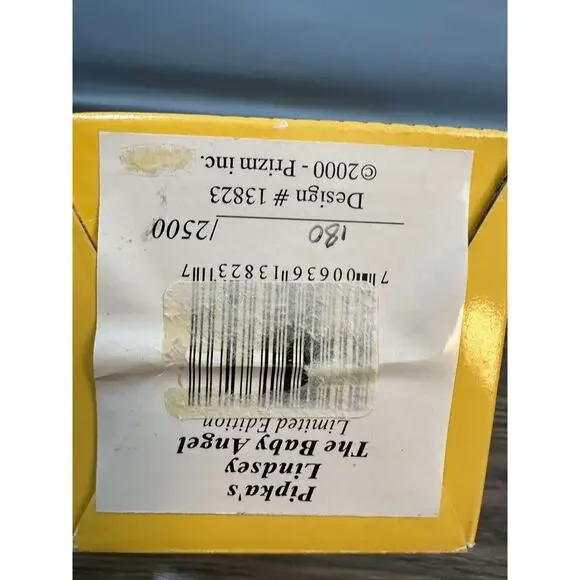 Pipka's
Lindsey
The Baby Angel
Limited Edition
7 00636 13823 7
180 /2500
Design # 13823
©2000 - Prizm inc.